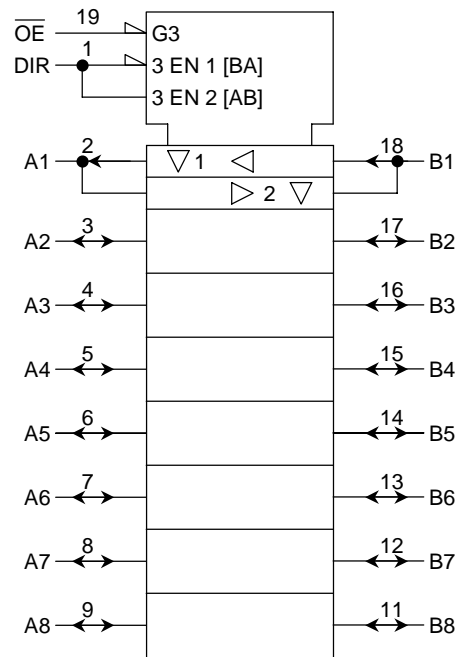 OE 19 G3
DIR 1 3 EN 1 [BA]
3 EN 2 [AB]
A1 2 1 18 B1
2
A2 3 17 B2
A3 4 16 B3
A4 5 15 B4
A5 6 14 B5
A6 7 13 B6
A7 8 12 B7
A8 9 11 B8